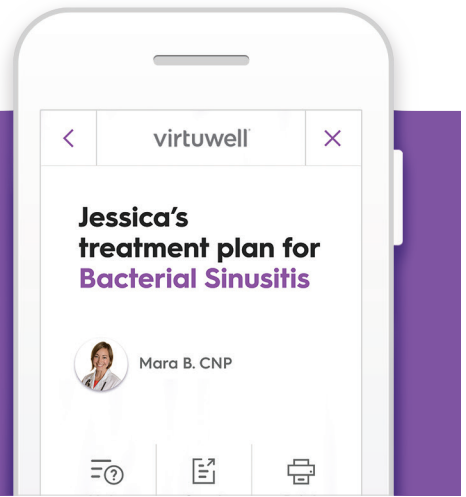 virtuwell
Jessica's
treatment plan for
Bacterial Sinusitis
Mara B. CNP